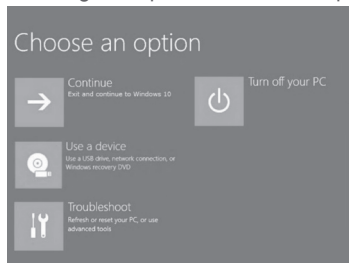 Choose an option
Continue
Exit and continue to Windows 10
Turn off your PC
Use a device
Use a USB drive, network connection, or
Windows recovery DVD
Troubleshoot
Refresh or reset your PC, or use
advanced tools